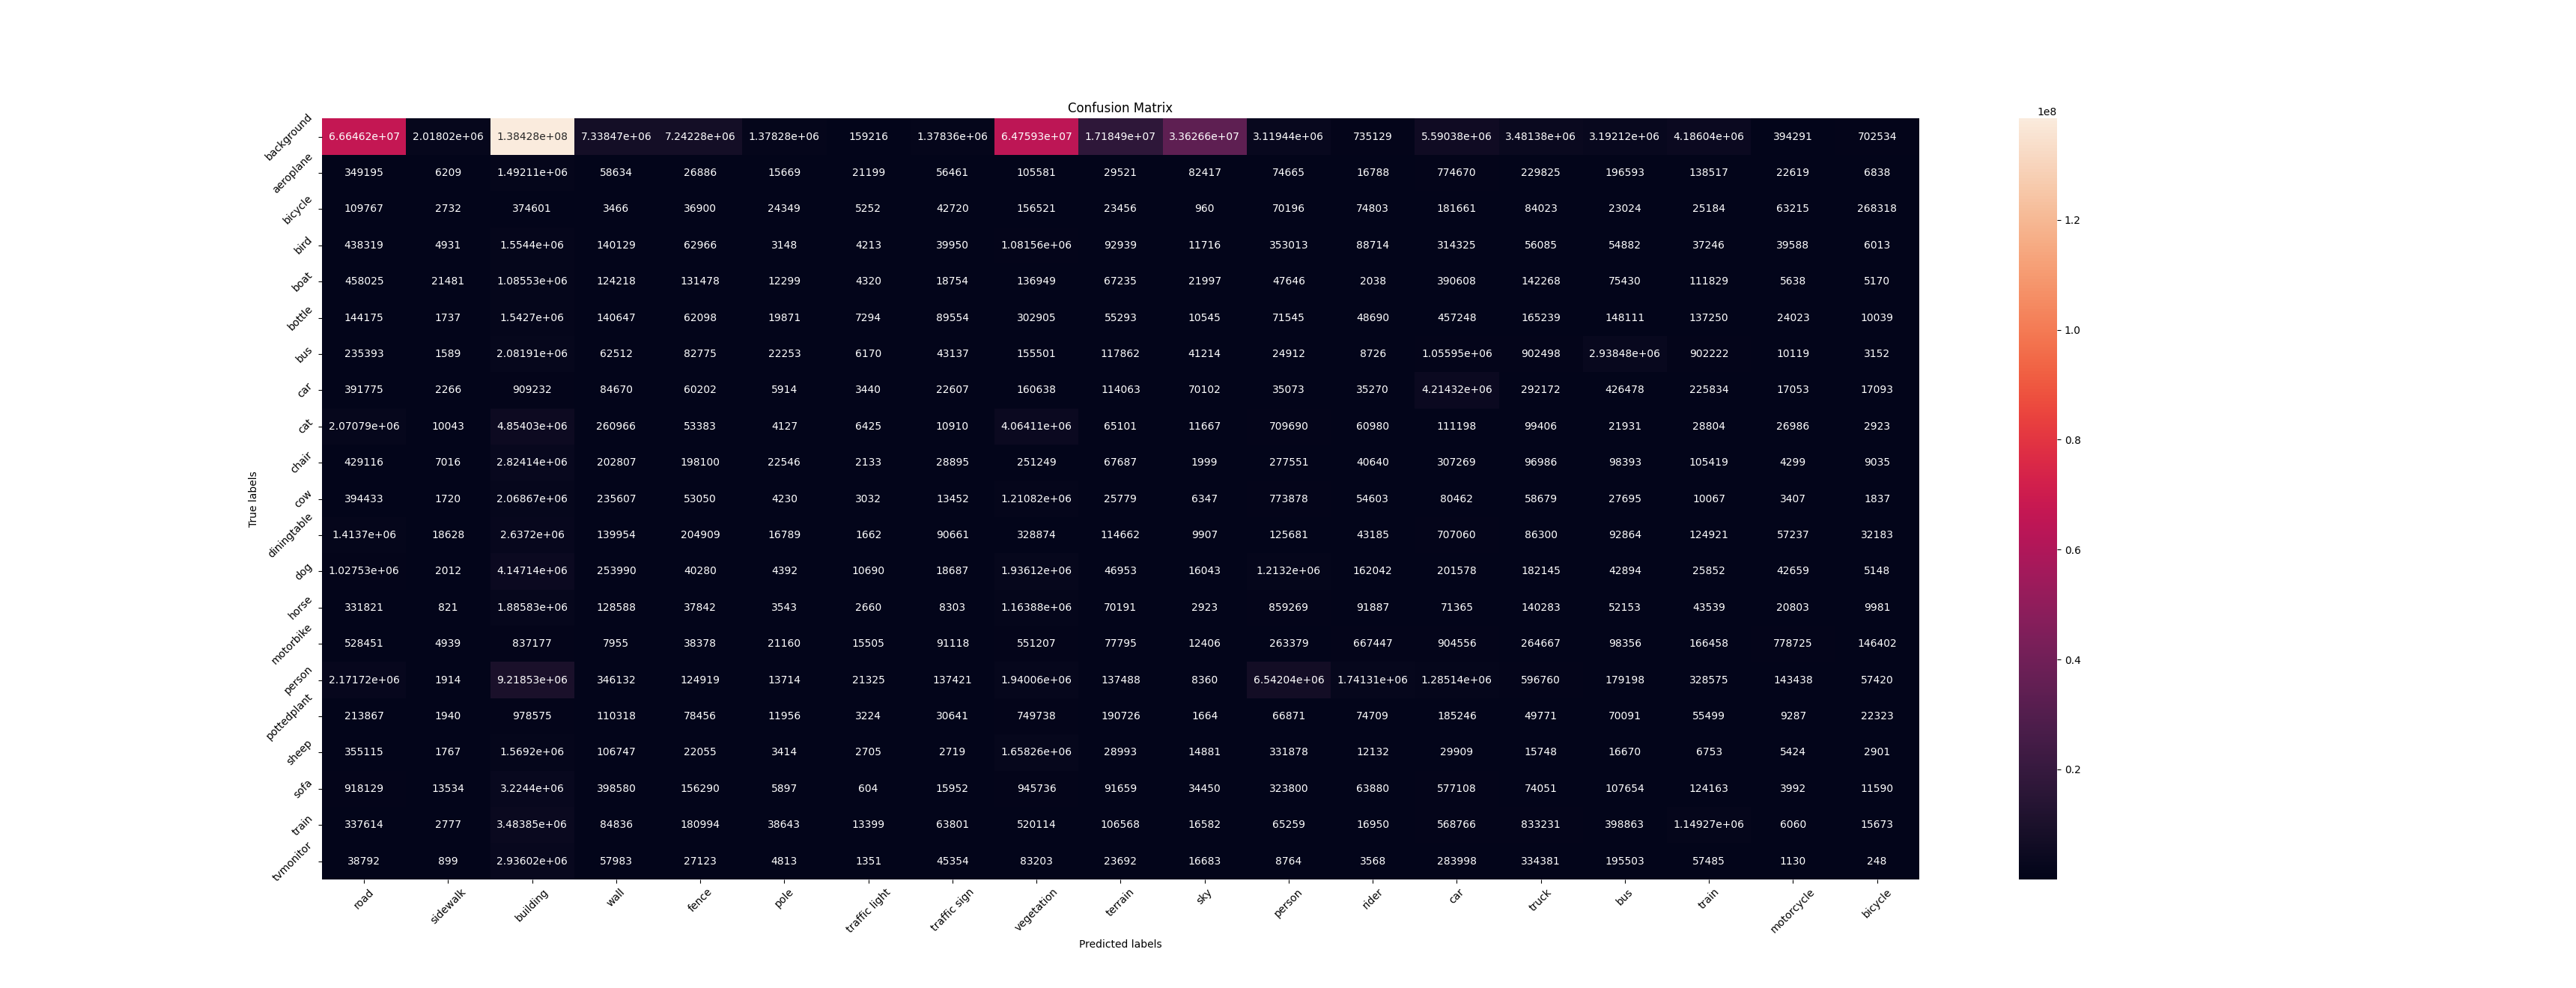 Confusion Matrix
1e8
background 6.66462e+07 2.01802e+06 1.38428e+08 7.33847e+06 7.24228e+06 1.37828e+06 159216 1.37836e+06 6.47593e+07 1.71849e+07 3.36266e+07 3.11944e+06 735129 5.59038e+06 3.48138e+06 3.19212e+06 4.18604e+06 394291 702534
aeroplane 349195 6209 1.49211e+06 58634 26886 15669 21199 56461 105581 29521 82417 74665 16788 774670 229825 196593 138517 22619 6838
bicycle 109767 2732 374601 3466 36900 24349 5252 42720 156521 23456 960 70196 74803 181661 84023 23024 25184 63215 268318
bird 438319 4931 1.5544e+06 140129 62966 3148 4213 39950 1.08156e+06 92939 11716 353013 88714 314325 56085 54882 37246 39588 6013
boat 458025 21481 1.08553e+06 124218 131478 12299 4320 18754 136949 67235 21997 47646 2038 390608 142268 75430 111829 5638 5170
bottle 144175 1737 1.5427e+06 140647 62098 19871 7294 89554 302905 55293 10545 71545 48690 457248 165239 148111 137250 24023 10039
bus 235393 1589 2.08191e+06 62512 82775 22253 6170 43137 155501 117862 41214 24912 8726 1.05595e+06 902498 2.93848e+06 902222 10119 3152
car 391775 2266 909232 84670 60202 5914 3440 22607 160638 114063 70102 35073 35270 4.21432e+06 292172 426478 225834 17053 17093
cat 2.07079e+06 10043 4.85403e+06 260966 53383 4127 6425 10910 4.06411e+06 65101 11667 709690 60980 111198 99406 21931 28804 26986 2923
chair 429116 7016 2.82414e+06 202807 198100 22546 2133 28895 251249 67687 1999 277551 40640 307269 96986 98393 105419 4299 9035
cow 394433 1720 2.06867e+06 235607 53050 4230 3032 13452 1.21082e+06 25779 6347 773878 54603 80462 58679 27695 10067 3407 1837
diningtable 1.4137e+06 18628 2.6372e+06 139954 204909 16789 1662 90661 328874 114662 9907 125681 43185 707060 86300 92864 124921 57237 32183
dog 1.02753e+06 2012 4.14714e+06 253990 40280 4392 10690 18687 1.93612e+06 46953 16043 1.2132e+06 162042 201578 182145 42894 25852 42659 5148
horse 331821 821 1.88583e+06 128588 37842 3543 2660 8303 1.16388e+06 70191 2923 859269 91887 71365 140283 52153 43539 20803 9981
motorbike 528451 4939 837177 7955 38378 21160 15505 91118 551207 77795 12406 263379 667447 904556 264667 98356 166458 778725 146402
person 2.17172e+06 1914 9.21853e+06 346132 124919 13714 21325 137421 1.94006e+06 137488 8360 6.54204e+06 1.74131e+06 1.28514e+06 596760 179198 328575 143438 57420
pottedplant 213867 1940 978575 110318 78456 11956 3224 30641 749738 190726 1664 66871 74709 185246 49771 70091 55499 9287 22323
sheep 355115 1767 1.5692e+06 106747 22055 3414 2705 2719 1.65826e+06 28993 14881 331878 12132 29909 15748 16670 6753 5424 2901
sofa 918129 13534 3.2244e+06 398580 156290 5897 604 15952 945736 91659 34450 323800 63880 577108 74051 107654 124163 3992 11590
train 337614 2777 3.48385e+06 84836 180994 38643 13399 63801 520114 106568 16582 65259 16950 568766 833231 398863 1.14927e+06 6060 15673
tvmonitor 38792 899 2.93602e+06 57983 27123 4813 1351 45354 83203 23692 16683 8764 3568 283998 334381 195503 57485 1130 248
road sidewalk building wall fence pole traffic light traffic sign vegetation terrain sky person rider car truck bus train motorcycle bicycle
Predicted labels
True labels
1.2
1.0
0.8
0.6
0.4
0.2